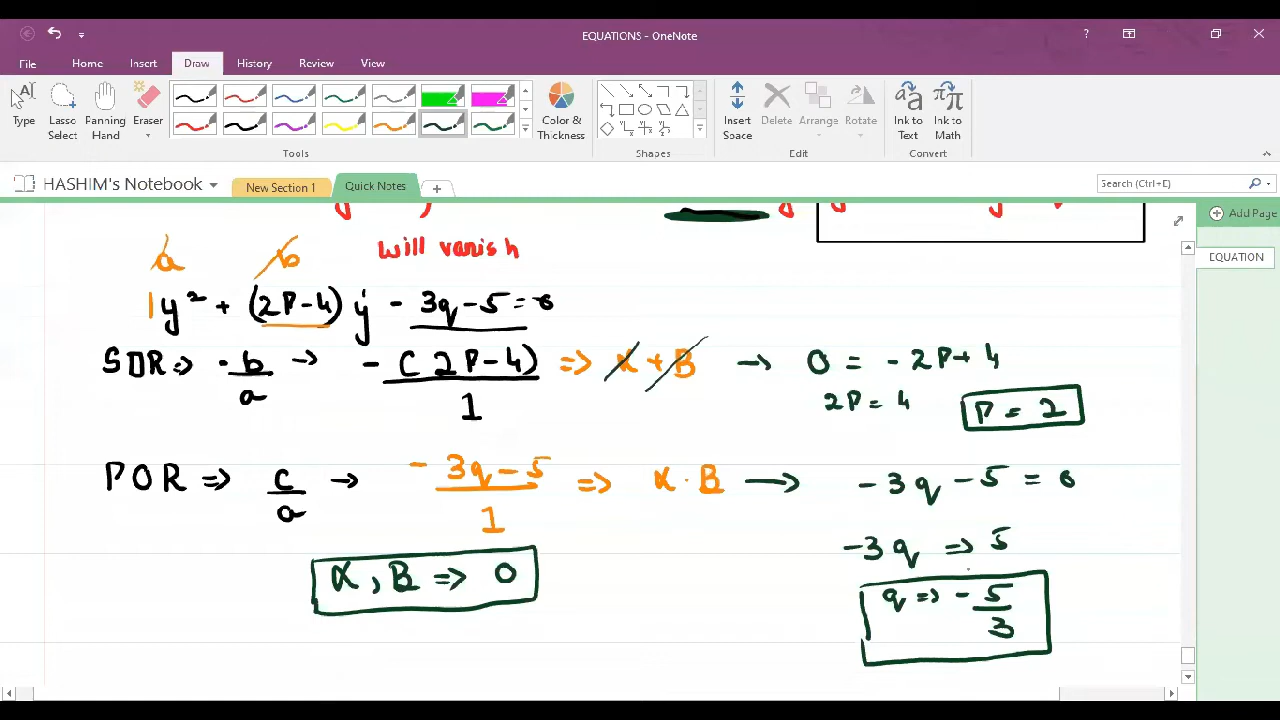 EQUATIONS - OneNote
?
File Home Insert Draw History Review View
Type
Lasso Select
Panning Hand
Eraser
Color & Thickness
Insert Space
Delete
Arrange
Rotate
Ink to Text
Ink to Math
Tools
Shapes
Edit
Convert
HASHIM's Notebook
New Section 1
Quick Notes
Search (Ctrl+E)
Add Page
EQUATION
will vanish
a b
1y² + (2P-4) y - 3q - 5 = 0
SOR => -b/a → -(2P-4)/1 => α + B → 0 = -2P + 4
2P = 4 P = 2
POR => c/a → -3q-5/1 => α · B → -3q - 5 = 0
-3q => 5
α, B => 0
q => -5/3